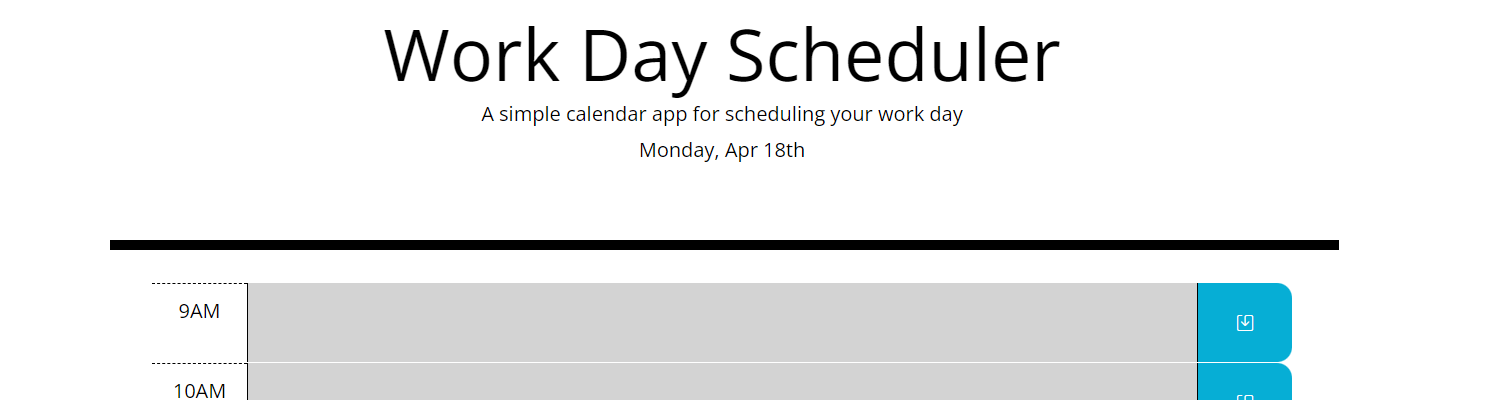 Work Day Scheduler
A simple calendar app for scheduling your work day
Monday, Apr 18th
9AM
10AM